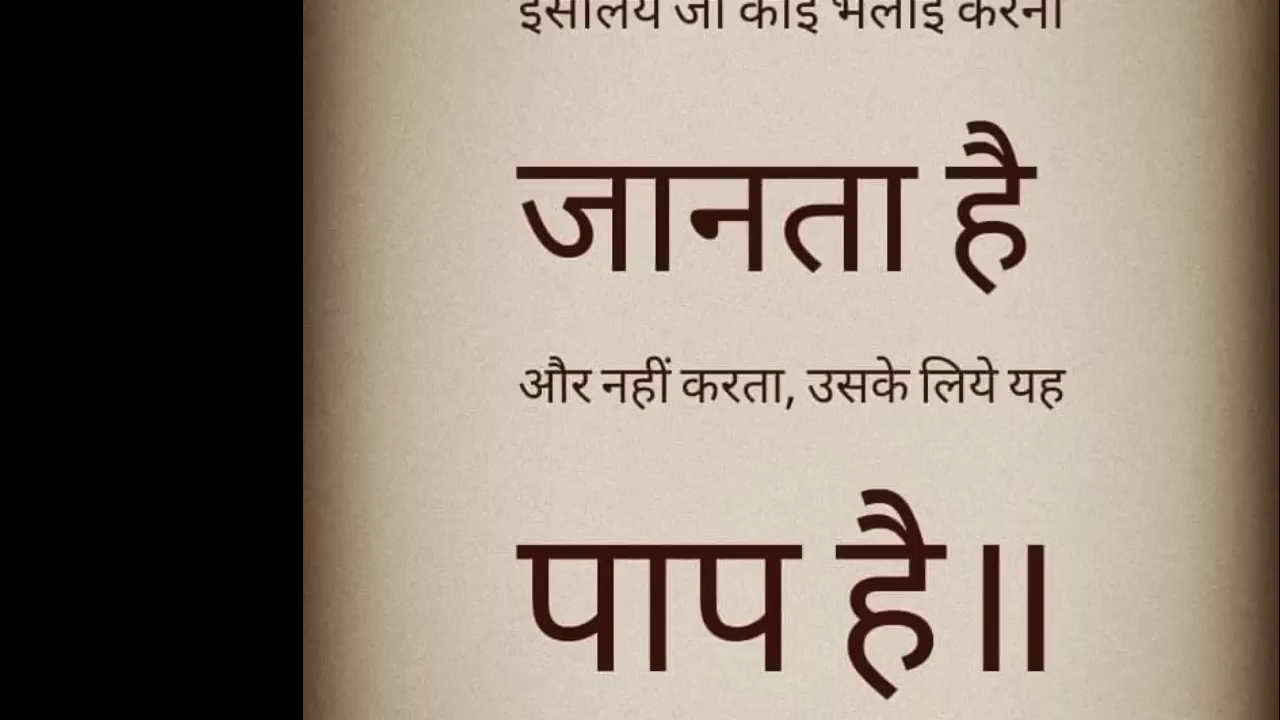 इसलिये जो कोई भलाई करना
जानता है
और नहीं करता, उसके लिये यह
पाप है॥